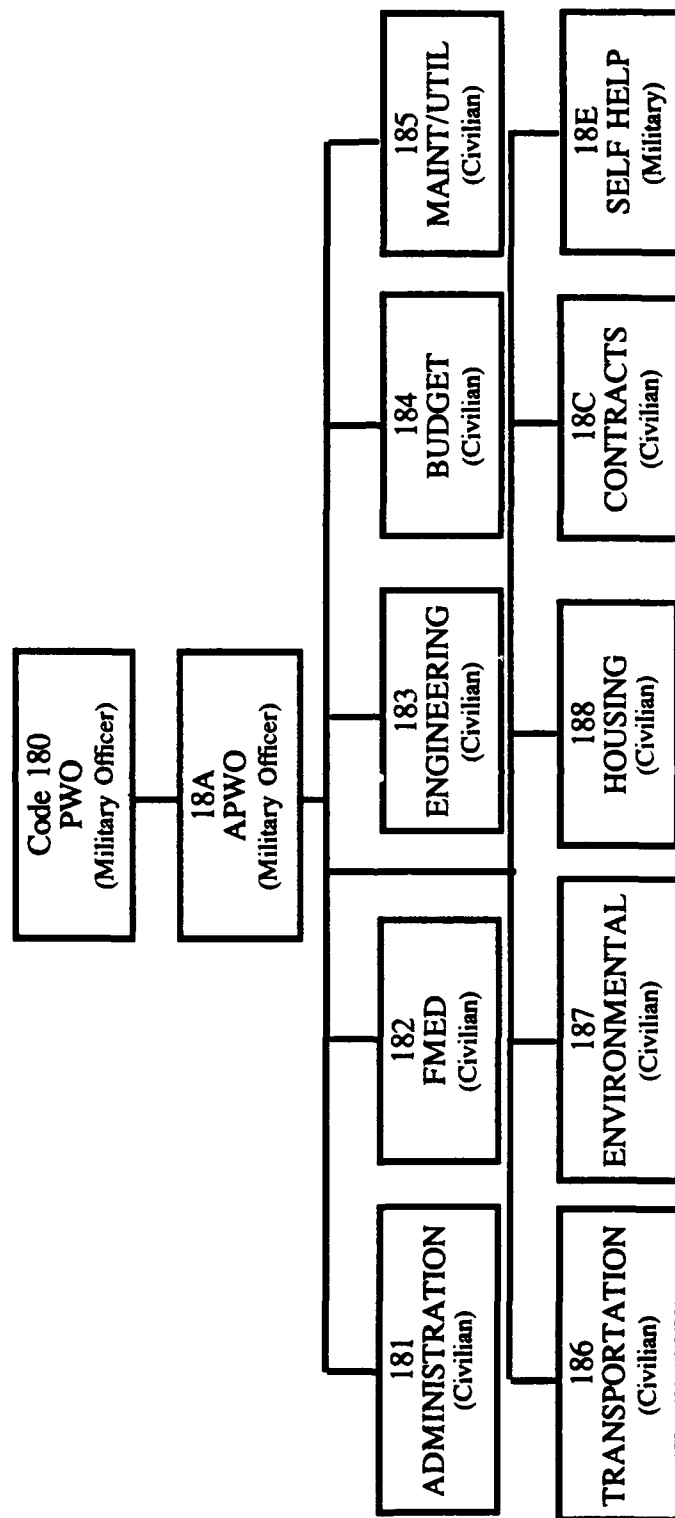 Code 180
PWO
(Military Officer)
18A
APWO
(Military Officer)
181
ADMINISTRATION
(Civilian)
182
FMED
(Civilian)
183
ENGINEERING
(Civilian)
184
BUDGET
(Civilian)
185
MAINT/UTIL
(Civilian)
186
TRANSPORTATION
(Civilian)
187
ENVIRONMENTAL
(Civilian)
188
HOUSING
(Civilian)
18C
CONTRACTS
(Civilian)
18E
SELF HELP
(Military)